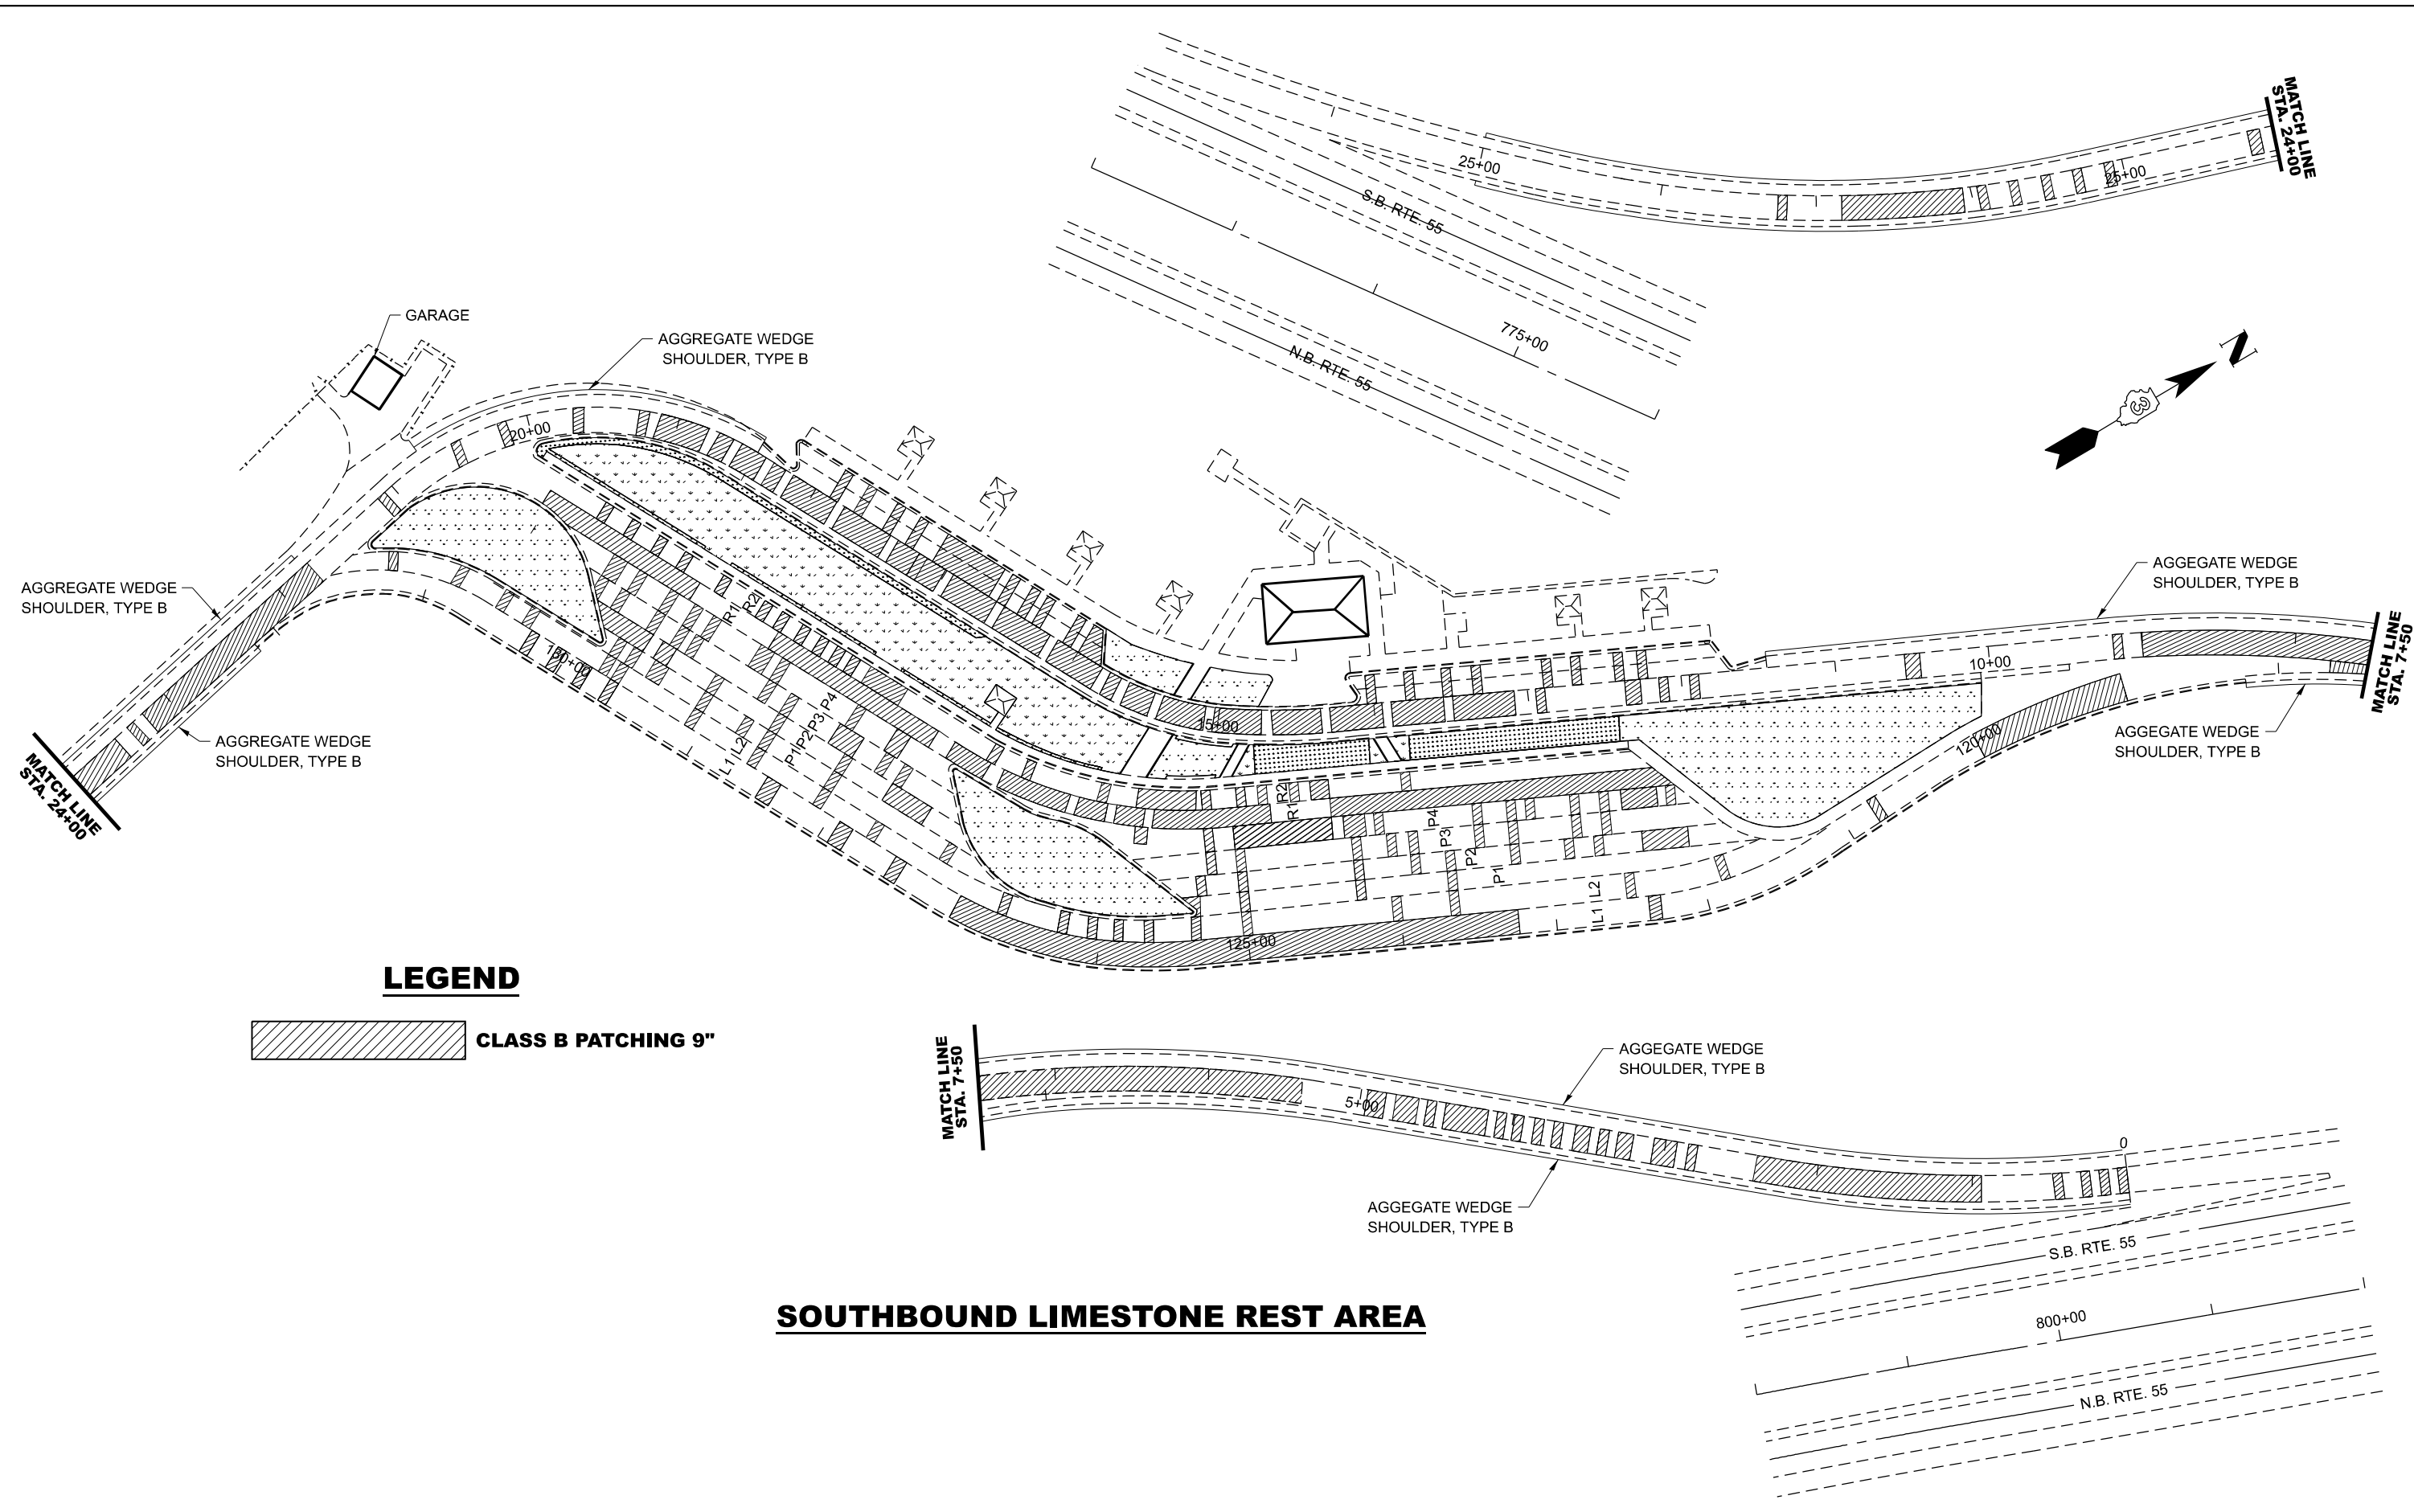 MATCH LINE
STA. 24+00
25+00
25+00
S.B. RTE. 55
775+00
N.B. RTE. 55
N
3
GARAGE
AGGREGATE WEDGE
SHOULDER, TYPE B
20+00
AGGREGATE WEDGE
SHOULDER, TYPE B
AGGREGATE WEDGE
SHOULDER, TYPE B
MATCH LINE
STA. 24+00
R1 R2
130+00
L1 L2
P1 P2 P3 P4
15+00
R1 R2
P1 P2 P3 P4
L1 L2
125+00
10+00
120+00
AGGEGATE WEDGE
SHOULDER, TYPE B
AGGEGATE WEDGE
SHOULDER, TYPE B
MATCH LINE
STA. 7+50
LEGEND
CLASS B PATCHING 9"
MATCH LINE
STA. 7+50
5+00
AGGEGATE WEDGE
SHOULDER, TYPE B
AGGEGATE WEDGE
SHOULDER, TYPE B
0
S.B. RTE. 55
800+00
N.B. RTE. 55
SOUTHBOUND LIMESTONE REST AREA